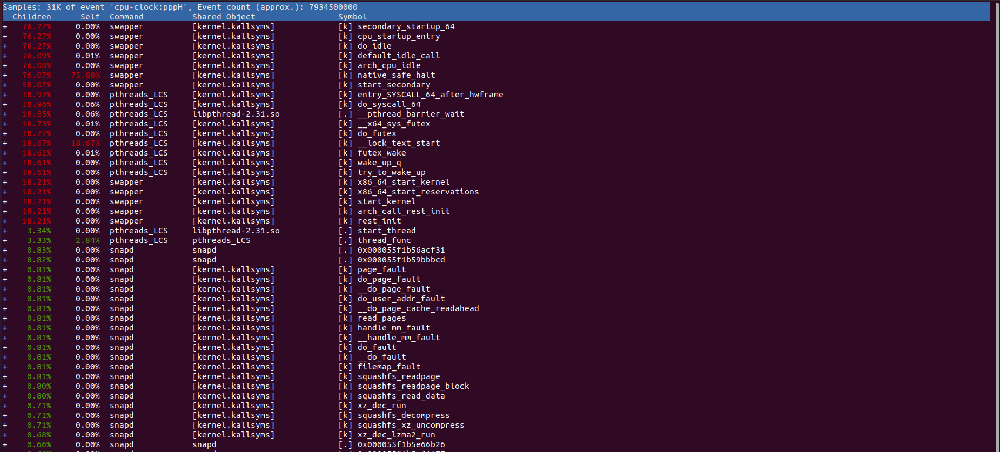 Samples: 31K of event 'cpu-clock:pppH', Event count (approx.): 7934500000
  Children      Self  Command          Shared Object                 Symbol
+   76.27%     0.00%  swapper          [kernel.kallsyms]             [k] secondary_startup_64
+   76.27%     0.00%  swapper          [kernel.kallsyms]             [k] cpu_startup_entry
+   76.27%     0.00%  swapper          [kernel.kallsyms]             [k] do_idle
+   76.09%     0.01%  swapper          [kernel.kallsyms]             [k] default_idle_call
+   76.08%     0.00%  swapper          [kernel.kallsyms]             [k] arch_cpu_idle
+   76.07%    75.88%  swapper          [kernel.kallsyms]             [k] native_safe_halt
+   58.07%     0.00%  swapper          [kernel.kallsyms]             [k] start_secondary
+   18.97%     0.00%  pthreads_LCS     [kernel.kallsyms]             [k] entry_SYSCALL_64_after_hwframe
+   18.96%     0.06%  pthreads_LCS     [kernel.kallsyms]             [k] do_syscall_64
+   18.85%     0.06%  pthreads_LCS     libpthread-2.31.so            [.] __pthread_barrier_wait
+   18.73%     0.01%  pthreads_LCS     [kernel.kallsyms]             [k] __x64_sys_futex
+   18.72%     0.00%  pthreads_LCS     [kernel.kallsyms]             [k] do_futex
+   18.67%    18.67%  pthreads_LCS     [kernel.kallsyms]             [k] __lock_text_start
+   18.62%     0.01%  pthreads_LCS     [kernel.kallsyms]             [k] futex_wake
+   18.61%     0.00%  pthreads_LCS     [kernel.kallsyms]             [k] wake_up_q
+   18.61%     0.00%  pthreads_LCS     [kernel.kallsyms]             [k] try_to_wake_up
+   18.21%     0.00%  swapper          [kernel.kallsyms]             [k] x86_64_start_kernel
+   18.21%     0.00%  swapper          [kernel.kallsyms]             [k] x86_64_start_reservations
+   18.21%     0.00%  swapper          [kernel.kallsyms]             [k] start_kernel
+   18.21%     0.00%  swapper          [kernel.kallsyms]             [k] arch_call_rest_init
+   18.21%     0.00%  swapper          [kernel.kallsyms]             [k] rest_init
+    3.34%     0.00%  pthreads_LCS     libpthread-2.31.so            [.] start_thread
+    3.33%     2.84%  pthreads_LCS     pthreads_LCS                  [.] thread_func
+    0.83%     0.00%  snapd            snapd                         [.] 0x000055f1b56acf31
+    0.82%     0.00%  snapd            snapd                         [.] 0x000055f1b59bbbcd
+    0.81%     0.00%  snapd            [kernel.kallsyms]             [k] page_fault
+    0.81%     0.00%  snapd            [kernel.kallsyms]             [k] do_page_fault
+    0.81%     0.00%  snapd            [kernel.kallsyms]             [k] __do_page_fault
+    0.81%     0.00%  snapd            [kernel.kallsyms]             [k] do_user_addr_fault
+    0.81%     0.00%  snapd            [kernel.kallsyms]             [k] __do_page_cache_readahead
+    0.81%     0.00%  snapd            [kernel.kallsyms]             [k] read_pages
+    0.81%     0.00%  snapd            [kernel.kallsyms]             [k] handle_mm_fault
+    0.81%     0.00%  snapd            [kernel.kallsyms]             [k] __handle_mm_fault
+    0.81%     0.00%  snapd            [kernel.kallsyms]             [k] do_fault
+    0.81%     0.00%  snapd            [kernel.kallsyms]             [k] __do_fault
+    0.81%     0.00%  snapd            [kernel.kallsyms]             [k] filemap_fault
+    0.81%     0.00%  snapd            [kernel.kallsyms]             [k] squashfs_readpage
+    0.80%     0.00%  snapd            [kernel.kallsyms]             [k] squashfs_readpage_block
+    0.80%     0.00%  snapd            [kernel.kallsyms]             [k] squashfs_read_data
+    0.71%     0.00%  snapd            [kernel.kallsyms]             [k] xz_dec_run
+    0.71%     0.00%  snapd            [kernel.kallsyms]             [k] squashfs_decompress
+    0.71%     0.00%  snapd            [kernel.kallsyms]             [k] squashfs_xz_uncompress
+    0.68%     0.00%  snapd            [kernel.kallsyms]             [k] xz_dec_lzma2_run
+    0.66%     0.00%  snapd            snapd                         [.] 0x000055f1b5e66b26